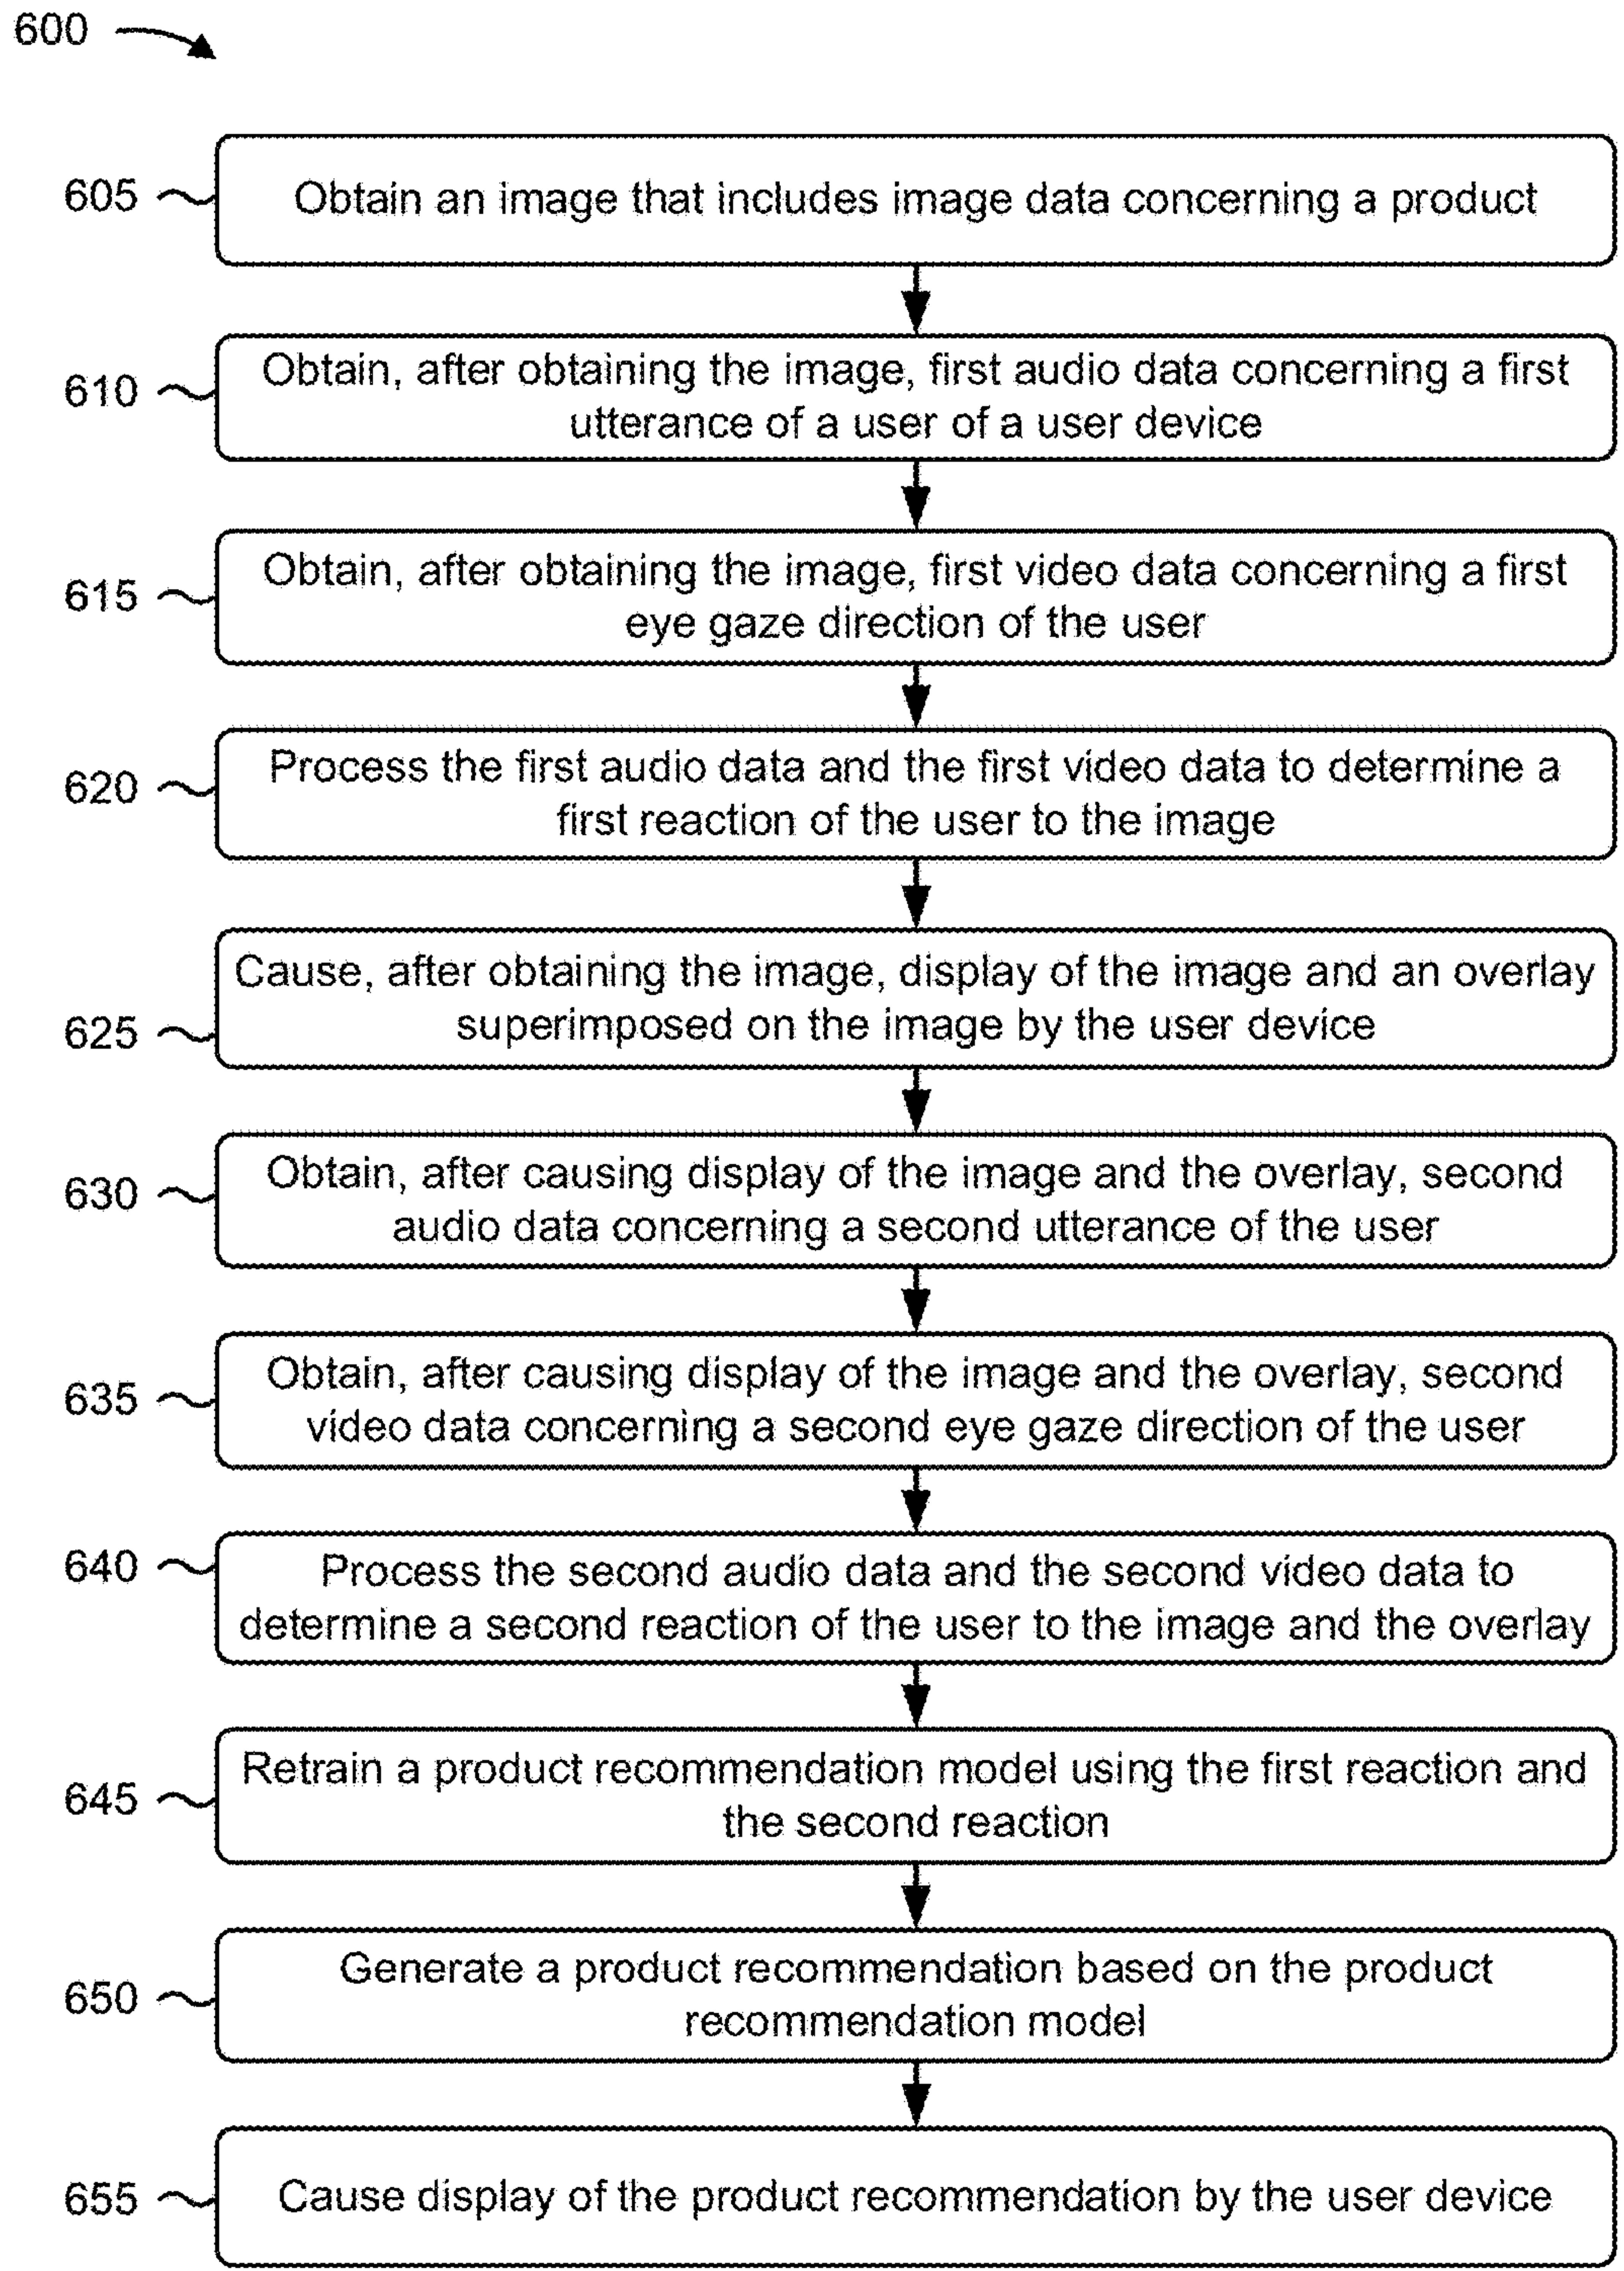 600
605
Obtain an image that includes image data concerning a product
610
Obtain, after obtaining the image, first audio data concerning a first
utterance of a user of a user device
615
Obtain, after obtaining the image, first video data concerning a first
eye gaze direction of the user
620
Process the first audio data and the first video data to determine a
first reaction of the user to the image
625
Cause, after obtaining the image, display of the image and an overlay
superimposed on the image by the user device
630
Obtain, after causing display of the image and the overlay, second
audio data concerning a second utterance of the user
635
Obtain, after causing display of the image and the overlay, second
video data concerning a second eye gaze direction of the user
640
Process the second audio data and the second video data to
determine a second reaction of the user to the image and the overlay
645
Retrain a product recommendation model using the first reaction and
the second reaction
650
Generate a product recommendation based on the product
recommendation model
655
Cause display of the product recommendation by the user device